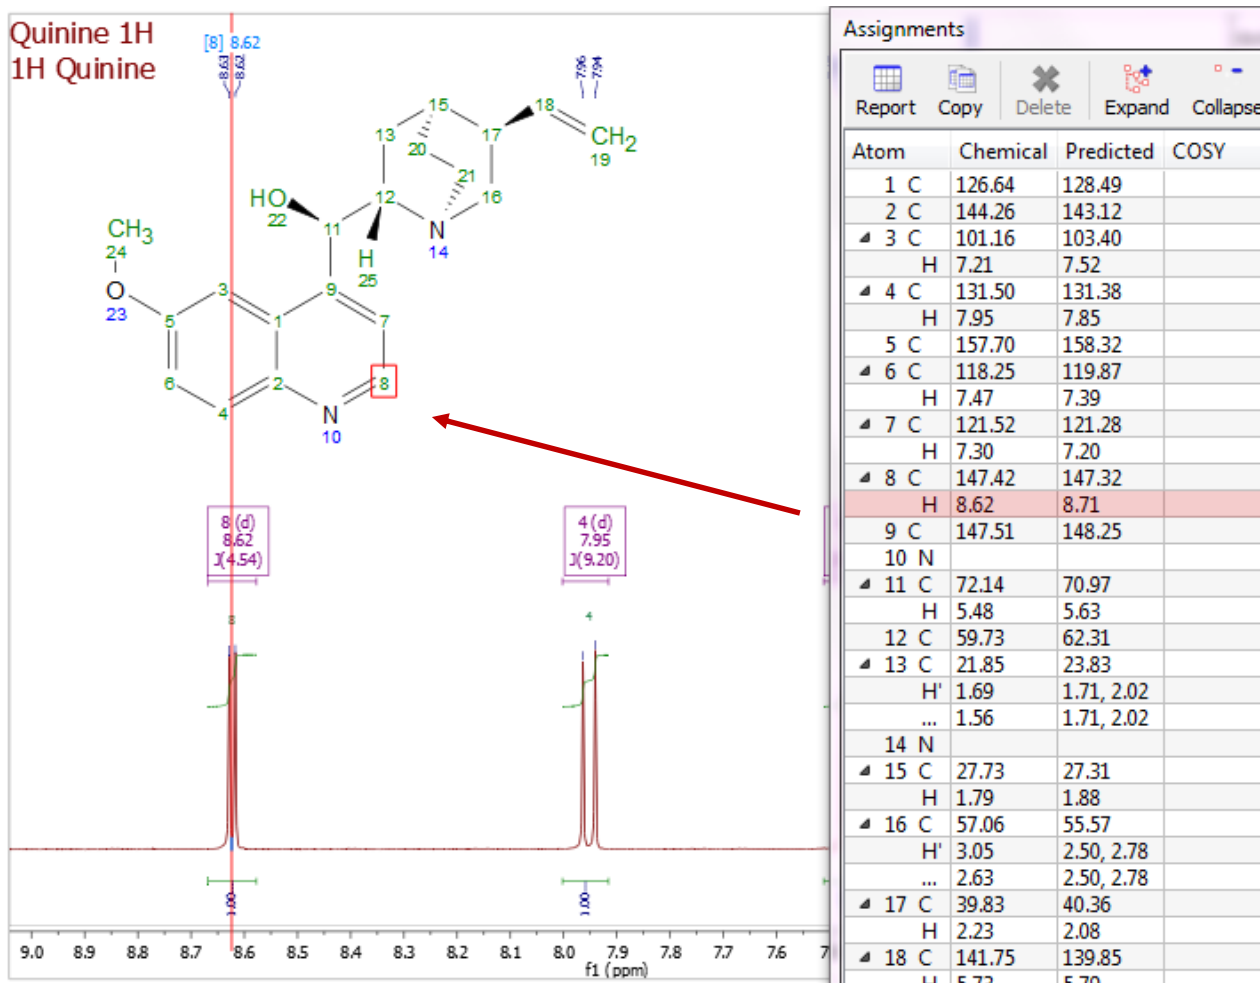 Quinine 1H
1H Quinine
[8] 8.62
8.63
8.62
7.96
7.94
15
18
13
17
CH2
19
20
21
12
16
HO
22
11
N
14
H
25
CH3
24
O
23
3
9
5
1
7
6
2
8
4
N
10
8 (d)
8.62
J(4.54)
4 (d)
7.95
J(9.20)
8
4
1.00
1.00
9.0 8.9 8.8 8.7 8.6 8.5 8.4 8.3 8.2 8.1 8.0 7.9 7.8 7.7 7.6
f1 (ppm)
Assignments
Report Copy Delete Expand Collapse
Atom Chemical Predicted COSY
1 C 126.64 128.49
2 C 144.26 143.12
3 C 101.16 103.40
H 7.21 7.52
4 C 131.50 131.38
H 7.95 7.85
5 C 157.70 158.32
6 C 118.25 119.87
H 7.47 7.39
7 C 121.52 121.28
H 7.30 7.20
8 C 147.42 147.32
H 8.62 8.71
9 C 147.51 148.25
10 N
11 C 72.14 70.97
H 5.48 5.63
12 C 59.73 62.31
13 C 21.85 23.83
H' 1.69 1.71, 2.02
... 1.56 1.71, 2.02
14 N
15 C 27.73 27.31
H 1.79 1.88
16 C 57.06 55.57
H' 3.05 2.50, 2.78
... 2.63 2.50, 2.78
17 C 39.83 40.36
H 2.23 2.08
18 C 141.75 139.85
H 5.73 5.79